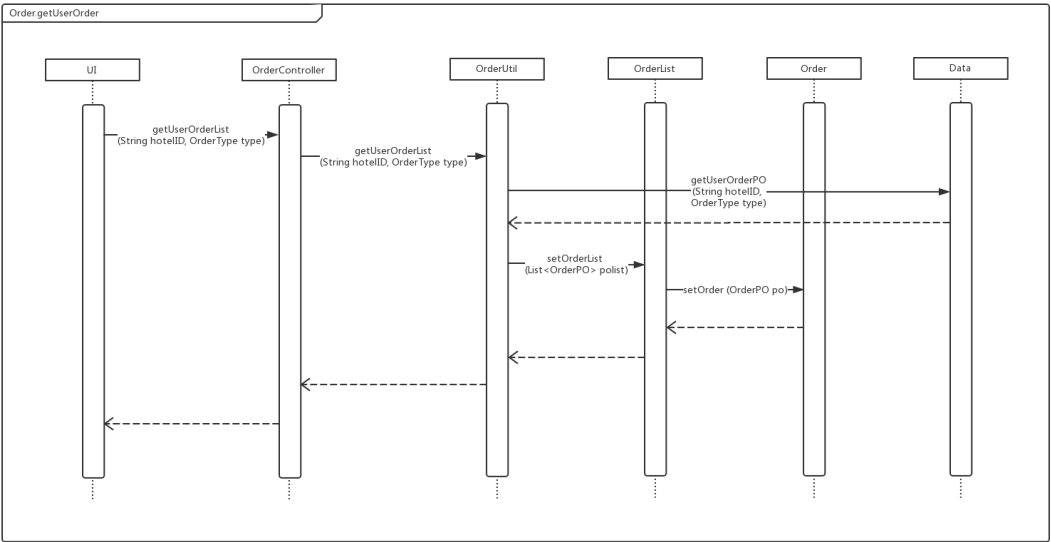 Order.getUserOrder
UI
OrderController
OrderUtil
OrderList
Order
Data
getUserOrderList
(String hotelID, OrderType type)
getUserOrderList
(String hotelID, OrderType type)
getUserOrderPO
(String hotelID,
OrderType type)
setOrderList
(List<OrderPO> polist)
setOrder (OrderPO po)